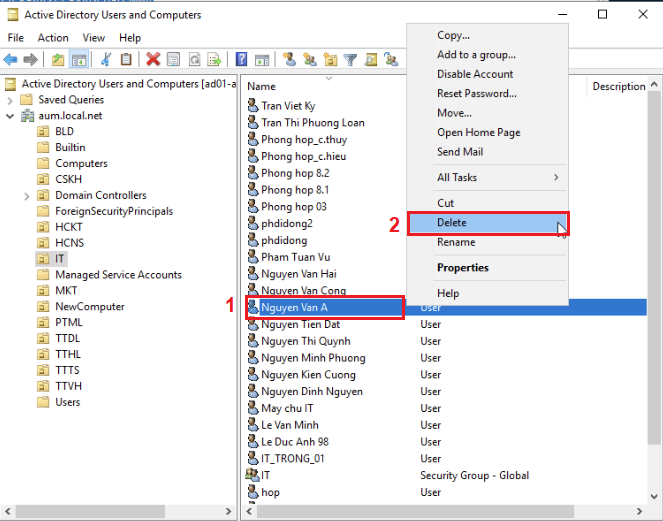 Active Directory Users and Computers
File Action View Help
Active Directory Users and Computers [ad01-a
Saved Queries
aum.local.net
BLD
Builtin
Computers
CSKH
Domain Controllers
ForeignSecurityPrincipals
HCKT
HCNS
IT
Managed Service Accounts
MKT
NewComputer
PTML
TTDL
TTHL
TTTS
TTVH
Users
Name
Description
Tran Viet Ky
Tran Thi Phuong Loan
Phong hop_c.thuy
Phong hop_c.hieu
Phong hop 8.2
Phong hop 8.1
Phong hop 03
phdidong2
phdidong
Pham Tuan Vu
Nguyen Van Hai
Nguyen Van Cong
1
Nguyen Van A User
Nguyen Tien Dat User
Nguyen Thi Quynh User
Nguyen Minh Phuong User
Nguyen Kien Cuong User
Nguyen Dinh Nguyen User
May chu IT User
Le Van Minh User
Le Duc Anh 98 User
IT_TRONG_01 User
IT Security Group - Global
hop User
Copy...
Add to a group...
Disable Account
Reset Password...
Move...
Open Home Page
Send Mail
All Tasks
Cut
2
Delete
Rename
Properties
Help